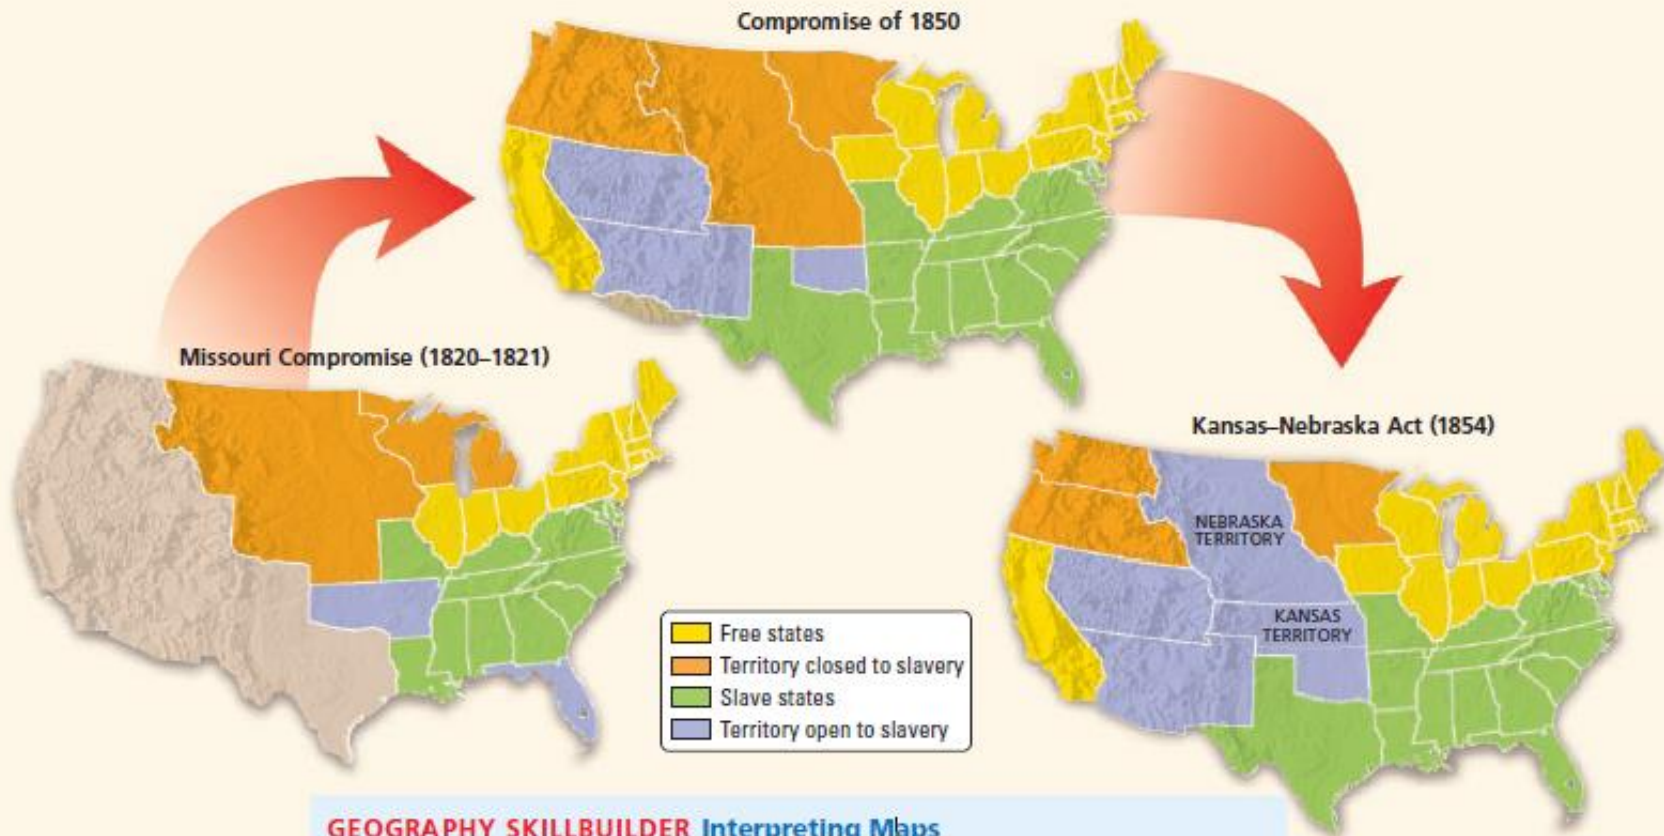 Compromise of 1850
Missouri Compromise (1820–1821)
Kansas–Nebraska Act (1854)
NEBRASKA
TERRITORY
KANSAS
TERRITORY
Free states
Territory closed to slavery
Slave states
Territory open to slavery
GEOGRAPHY SKILLBUILDER Interpreting Maps